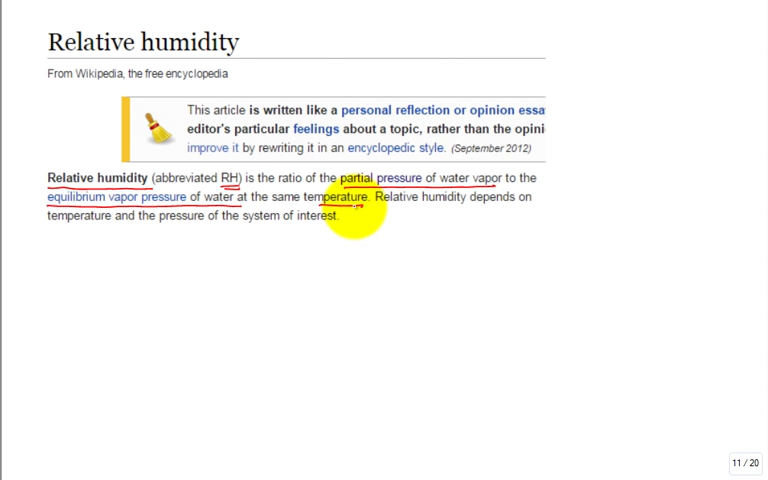 Relative humidity
From Wikipedia, the free encyclopedia
This article is written like a personal reflection or opinion essa
editor's particular feelings about a topic, rather than the opini
improve it by rewriting it in an encyclopedic style. (September 2012)
Relative humidity (abbreviated RH) is the ratio of the partial pressure of water vapor to the
equilibrium vapor pressure of water at the same temperature. Relative humidity depends on
temperature and the pressure of the system of interest.
11 / 20